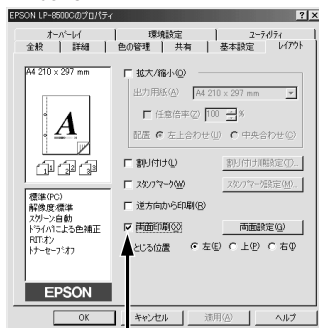 EPSON LP-8500Cのプロパティ
オーバーレイ 環境設定 ユーティリティ
全般 詳細 色の管理 共有 基本設定 レイアウト
A4 210 x 297 mm
A
1 2 3
標準(PC)
解像度:標準
スクリーン:自動
ドライバによる色補正
RIT:オン
トナーセーブ:オフ
EPSON
拡大/縮小(O)
出力用紙(A) A4 210 x 297 mm
任意倍率(Z) 100 %
配置 左上合わせ(U) 中央合わせ(C)
割り付け(L) 割り付け順設定(T)...
スタンプマーク(W) スタンプマーク設定(M)...
逆方向から印刷(R)
両面印刷(X) 両面設定(G)
とじる位置 左(E) 上(P) 右(I)
OK キャンセル 適用(A) ヘルプ